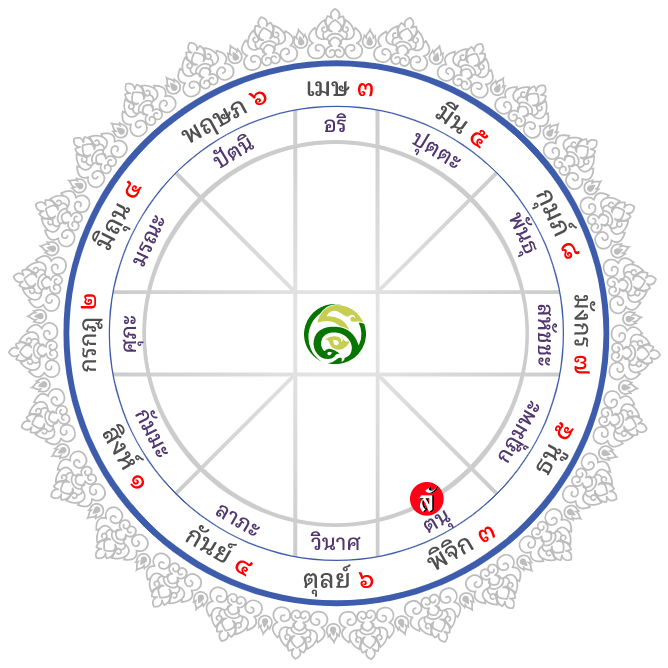 เมษ ๓
พฤษภ ๖
มิถุน ๔
กรกฎ ๒
สิงห์ ๑
กันย์ ๔
ตุลย์ ๖
พิจิก ๓
ธนู ๕
มังกร ๗
กุมภ์ ๘
มีน ๕
อริ
ปัตนิ
มรณะ
ศุภะ
กัมมะ
ลาภะ
วินาศ
ตนุ
กฎุมพะ
สหัชชะ
พันธุ
ปุตตะ
ลั